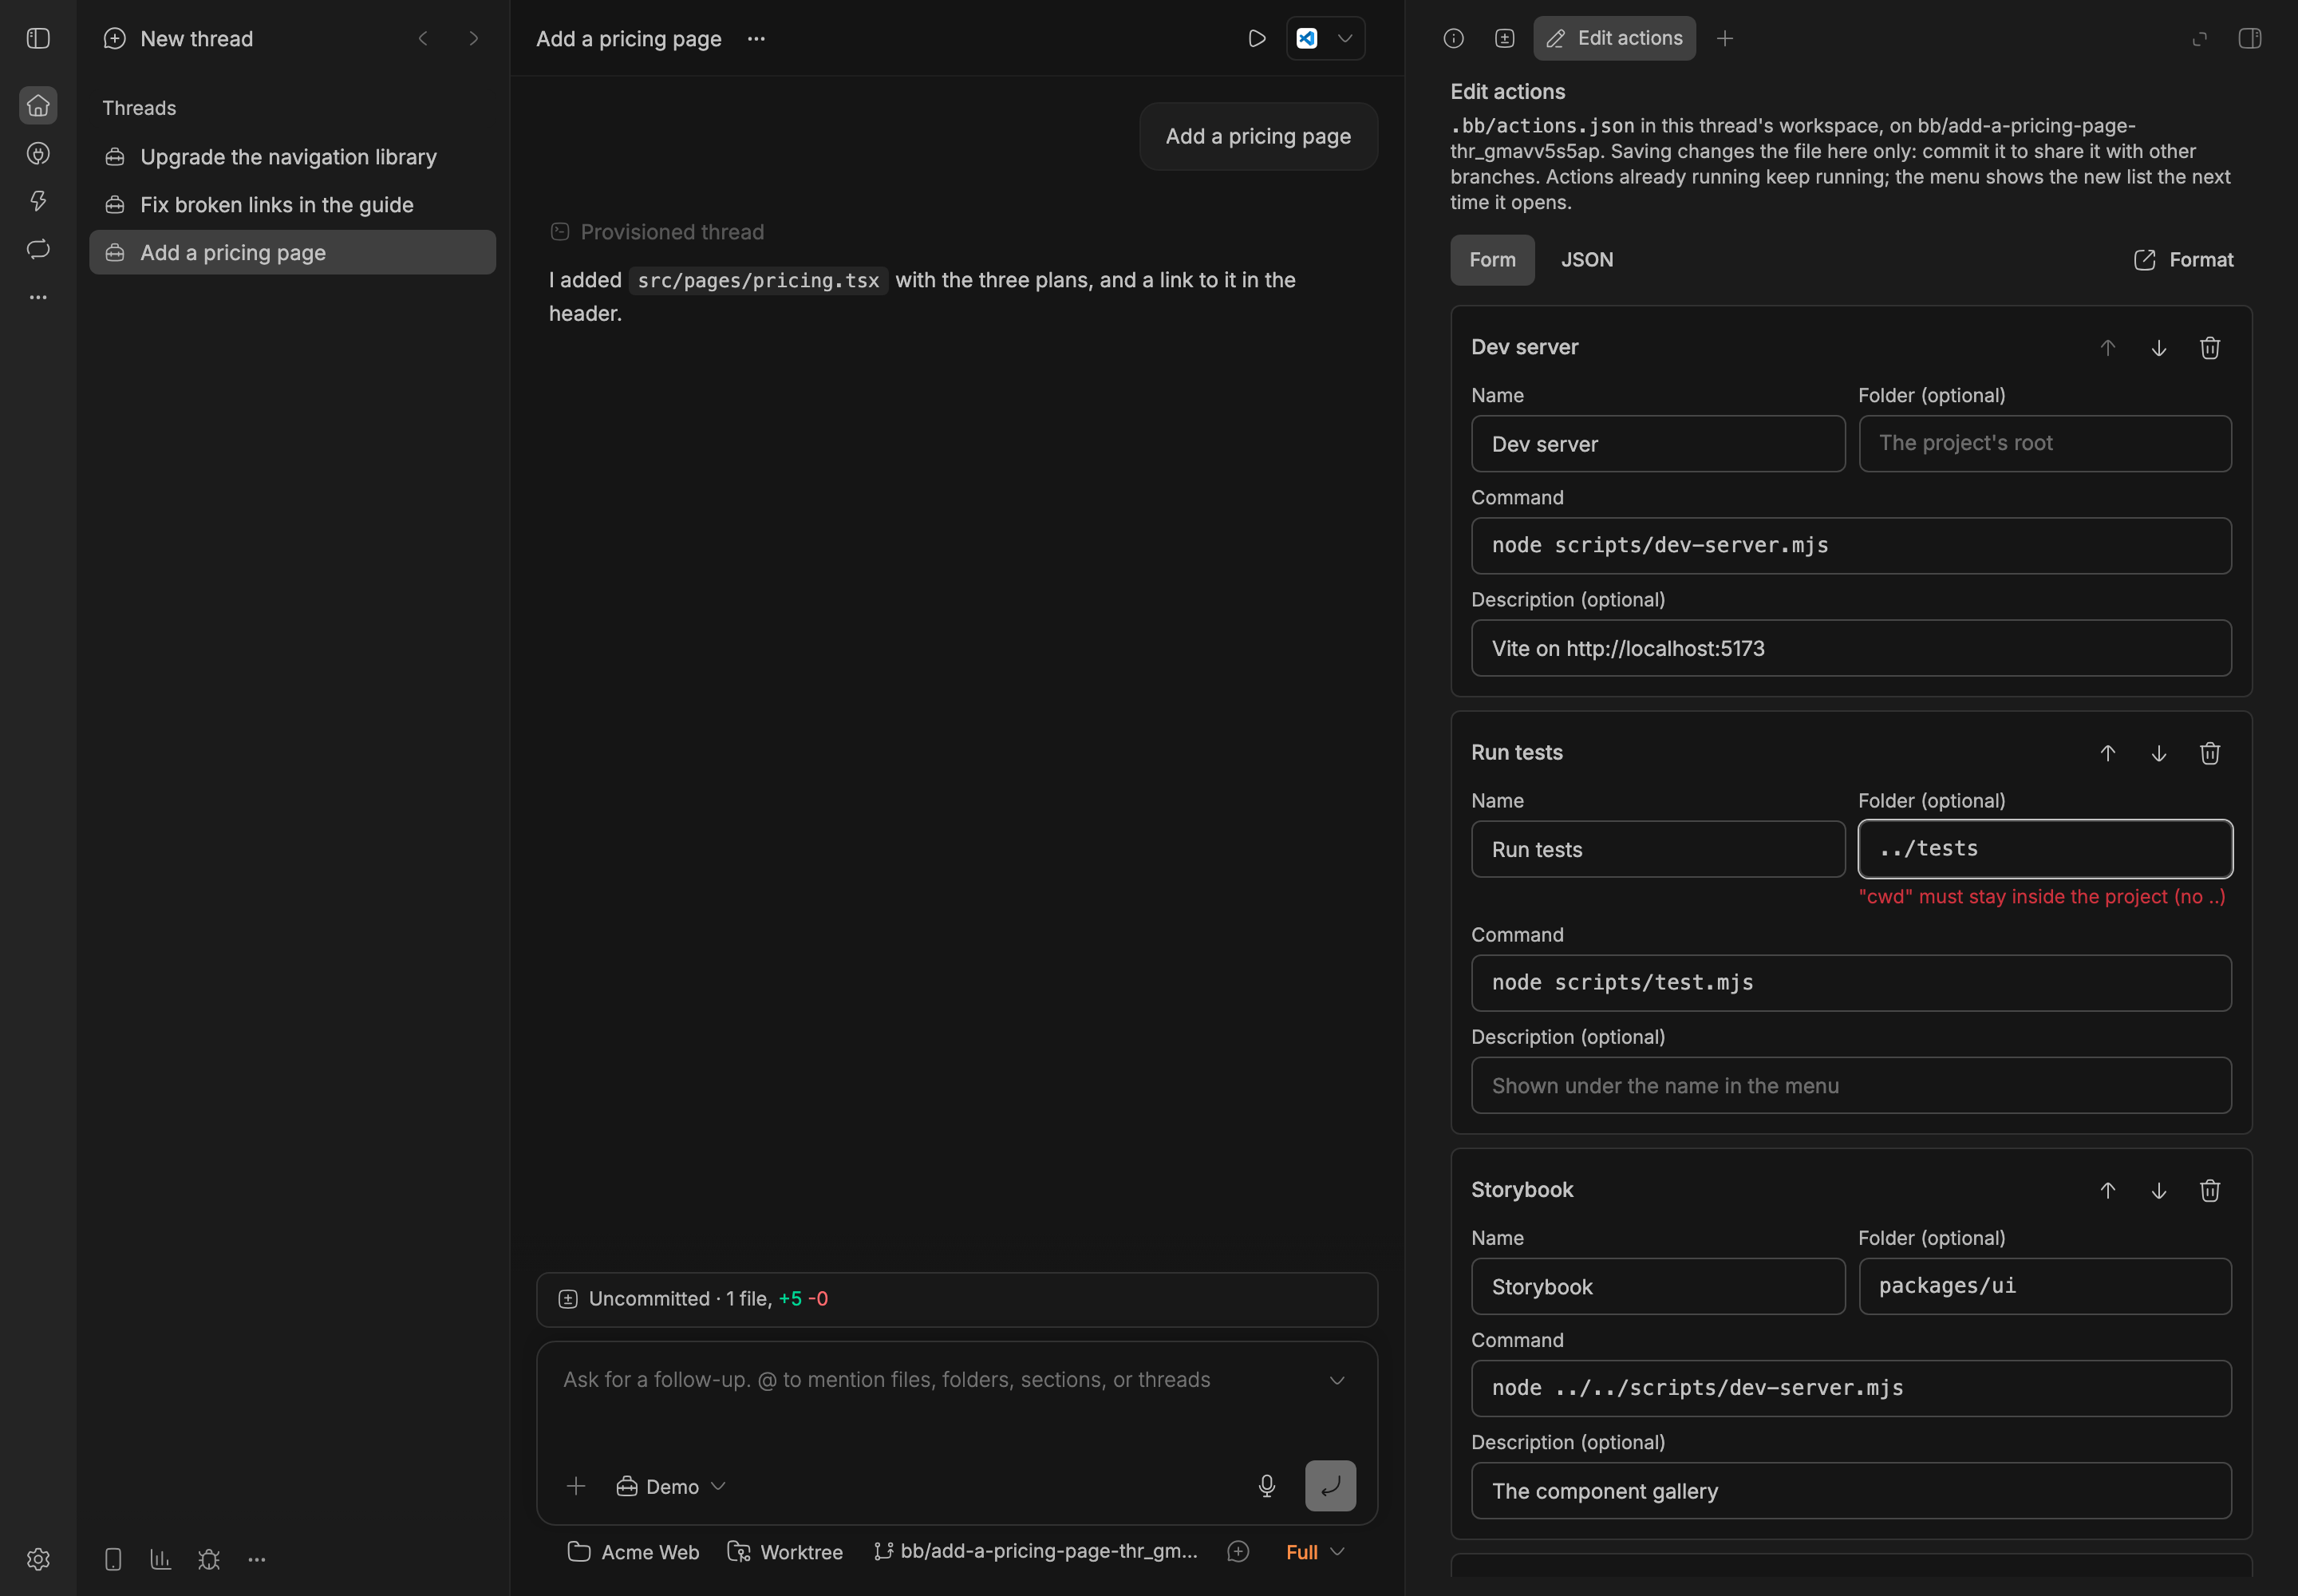 New thread
Threads
Upgrade the navigation library
Fix broken links in the guide
Add a pricing page
Add a pricing page
Add a pricing page
Provisioned thread
I added src/pages/pricing.tsx with the three plans, and a link to it in the
header.
Uncommitted · 1 file, +5 -0
Ask for a follow-up. @ to mention files, folders, sections, or threads
Demo
Acme Web
Worktree
bb/add-a-pricing-page-thr_gm...
Full
Edit actions
Edit actions
.bb/actions.json in this thread's workspace, on bb/add-a-pricing-page-
thr_gmavv5s5ap. Saving changes the file here only: commit it to share it with other
branches. Actions already running keep running; the menu shows the new list the next
time it opens.
Form
JSON
Format
Dev server
Name
Folder (optional)
Dev server
The project's root
Command
node scripts/dev-server.mjs
Description (optional)
Vite on http://localhost:5173
Run tests
Name
Folder (optional)
Run tests
../tests
"cwd" must stay inside the project (no ..)
Command
node scripts/test.mjs
Description (optional)
Shown under the name in the menu
Storybook
Name
Folder (optional)
Storybook
packages/ui
Command
node ../../scripts/dev-server.mjs
Description (optional)
The component gallery